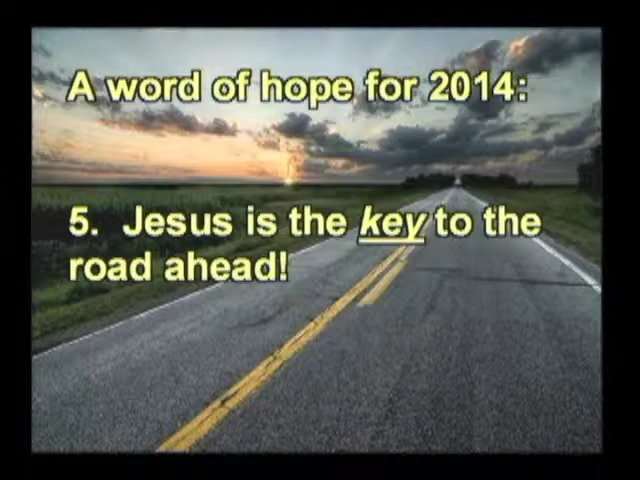 A word of hope for 2014:
5. Jesus is the key to the
road ahead!